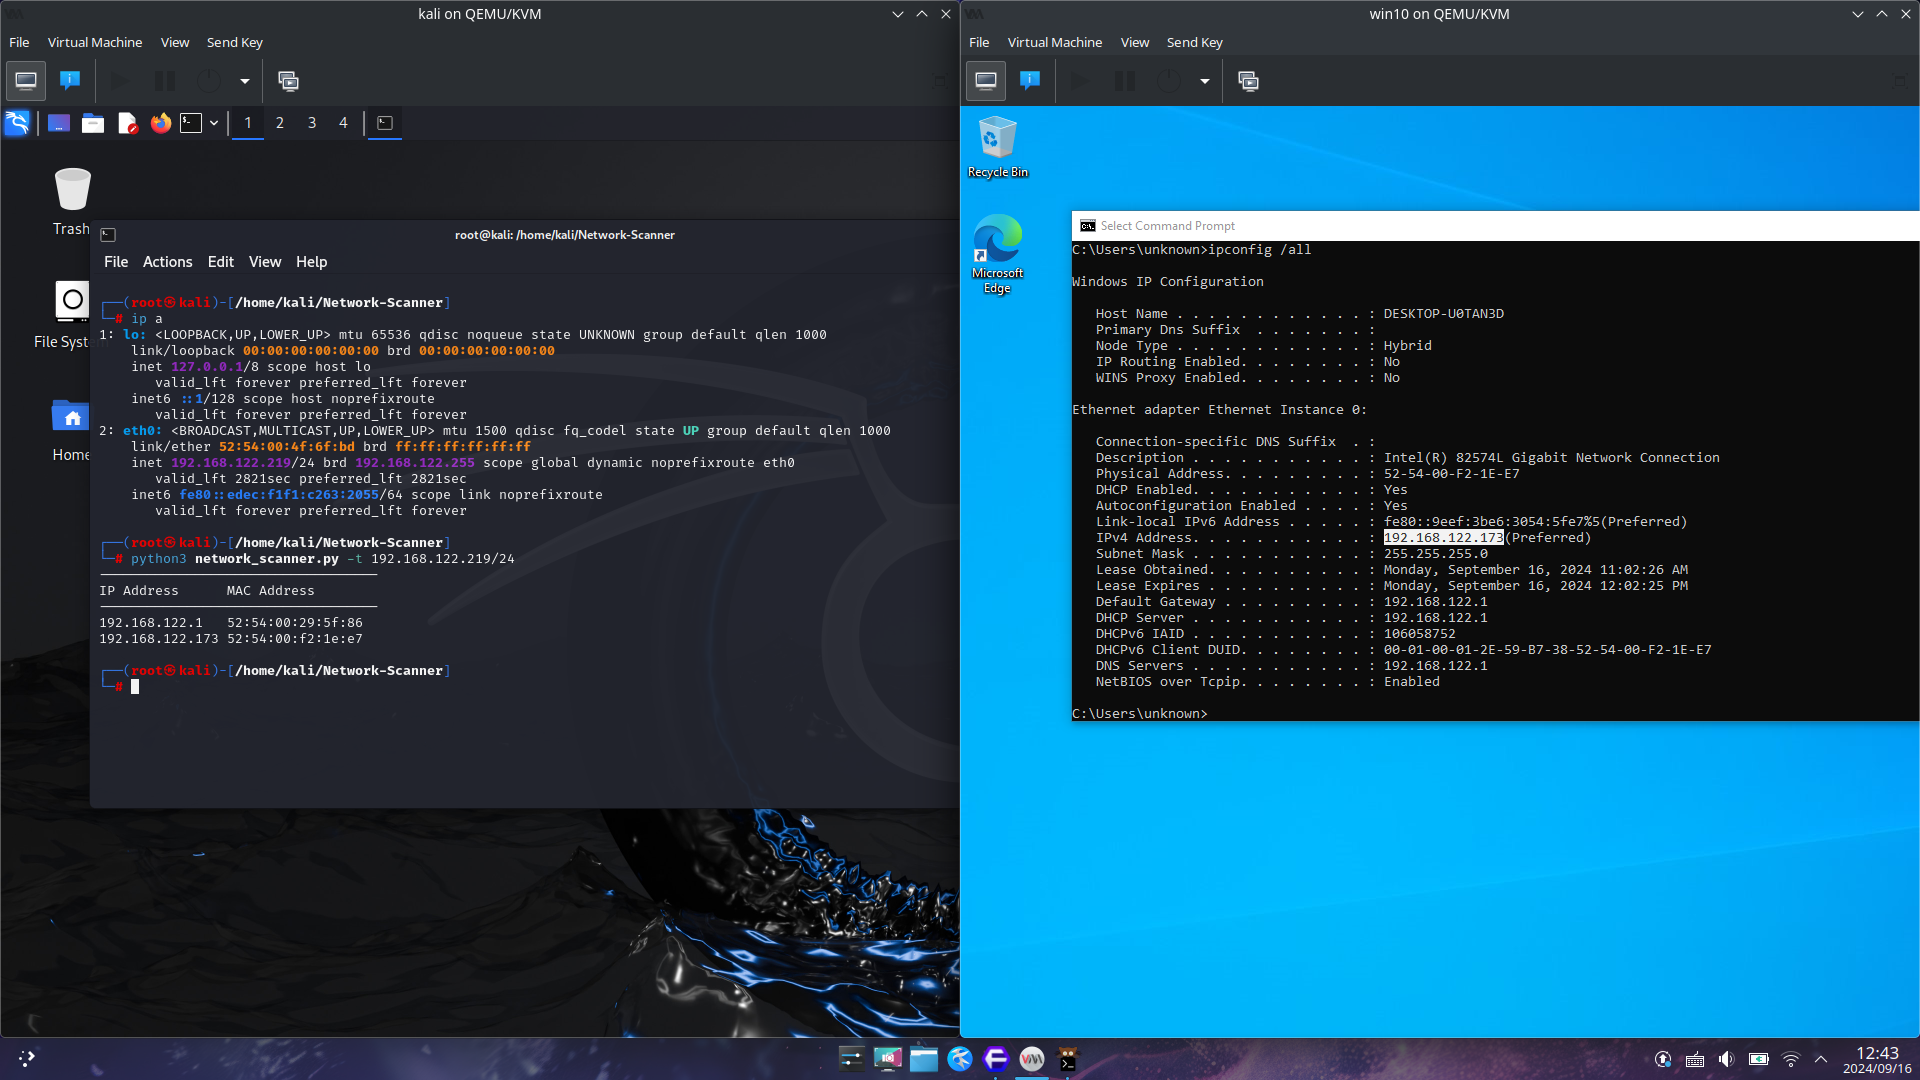 kali on QEMU/KVM
File Virtual Machine View Send Key
1 2 3 4
Trash
File Syst
Home
root@kali: /home/kali/Network-Scanner
File Actions Edit View Help
┌──(root㉿kali)-[/home/kali/Network-Scanner]
└─# ip a
1: lo: <LOOPBACK,UP,LOWER_UP> mtu 65536 qdisc noqueue state UNKNOWN group default qlen 1000
    link/loopback 00:00:00:00:00:00 brd 00:00:00:00:00:00
    inet 127.0.0.1/8 scope host lo
       valid_lft forever preferred_lft forever
    inet6 ::1/128 scope host noprefixroute
       valid_lft forever preferred_lft forever
2: eth0: <BROADCAST,MULTICAST,UP,LOWER_UP> mtu 1500 qdisc fq_codel state UP group default qlen 1000
    link/ether 52:54:00:4f:6f:bd brd ff:ff:ff:ff:ff:ff
    inet 192.168.122.219/24 brd 192.168.122.255 scope global dynamic noprefixroute eth0
       valid_lft 2821sec preferred_lft 2821sec
    inet6 fe80::edec:f1f1:c263:2055/64 scope link noprefixroute
       valid_lft forever preferred_lft forever
┌──(root㉿kali)-[/home/kali/Network-Scanner]
└─# python3 network_scanner.py -t 192.168.122.219/24
IP Address      MAC Address
192.168.122.1   52:54:00:29:5f:86
192.168.122.173 52:54:00:f2:1e:e7
┌──(root㉿kali)-[/home/kali/Network-Scanner]
└─#
win10 on QEMU/KVM
File Virtual Machine View Send Key
Recycle Bin
Microsoft
Edge
Select Command Prompt
C:\Users\unknown>ipconfig /all
Windows IP Configuration
   Host Name . . . . . . . . . . . . : DESKTOP-U0TAN3D
   Primary Dns Suffix  . . . . . . . :
   Node Type . . . . . . . . . . . . : Hybrid
   IP Routing Enabled. . . . . . . . : No
   WINS Proxy Enabled. . . . . . . . : No
Ethernet adapter Ethernet Instance 0:
   Connection-specific DNS Suffix  . :
   Description . . . . . . . . . . . : Intel(R) 82574L Gigabit Network Connection
   Physical Address. . . . . . . . . : 52-54-00-F2-1E-E7
   DHCP Enabled. . . . . . . . . . . : Yes
   Autoconfiguration Enabled . . . . : Yes
   Link-local IPv6 Address . . . . . : fe80::9eef:3be6:3054:5fe7%5(Preferred)
   IPv4 Address. . . . . . . . . . . : 192.168.122.173(Preferred)
   Subnet Mask . . . . . . . . . . . : 255.255.255.0
   Lease Obtained. . . . . . . . . . : Monday, September 16, 2024 11:02:26 AM
   Lease Expires . . . . . . . . . . : Monday, September 16, 2024 12:02:25 PM
   Default Gateway . . . . . . . . . : 192.168.122.1
   DHCP Server . . . . . . . . . . . : 192.168.122.1
   DHCPv6 IAID . . . . . . . . . . . : 106058752
   DHCPv6 Client DUID. . . . . . . . : 00-01-00-01-2E-59-B7-38-52-54-00-F2-1E-E7
   DNS Servers . . . . . . . . . . . : 192.168.122.1
   NetBIOS over Tcpip. . . . . . . . : Enabled
C:\Users\unknown>
12:43
2024/09/16